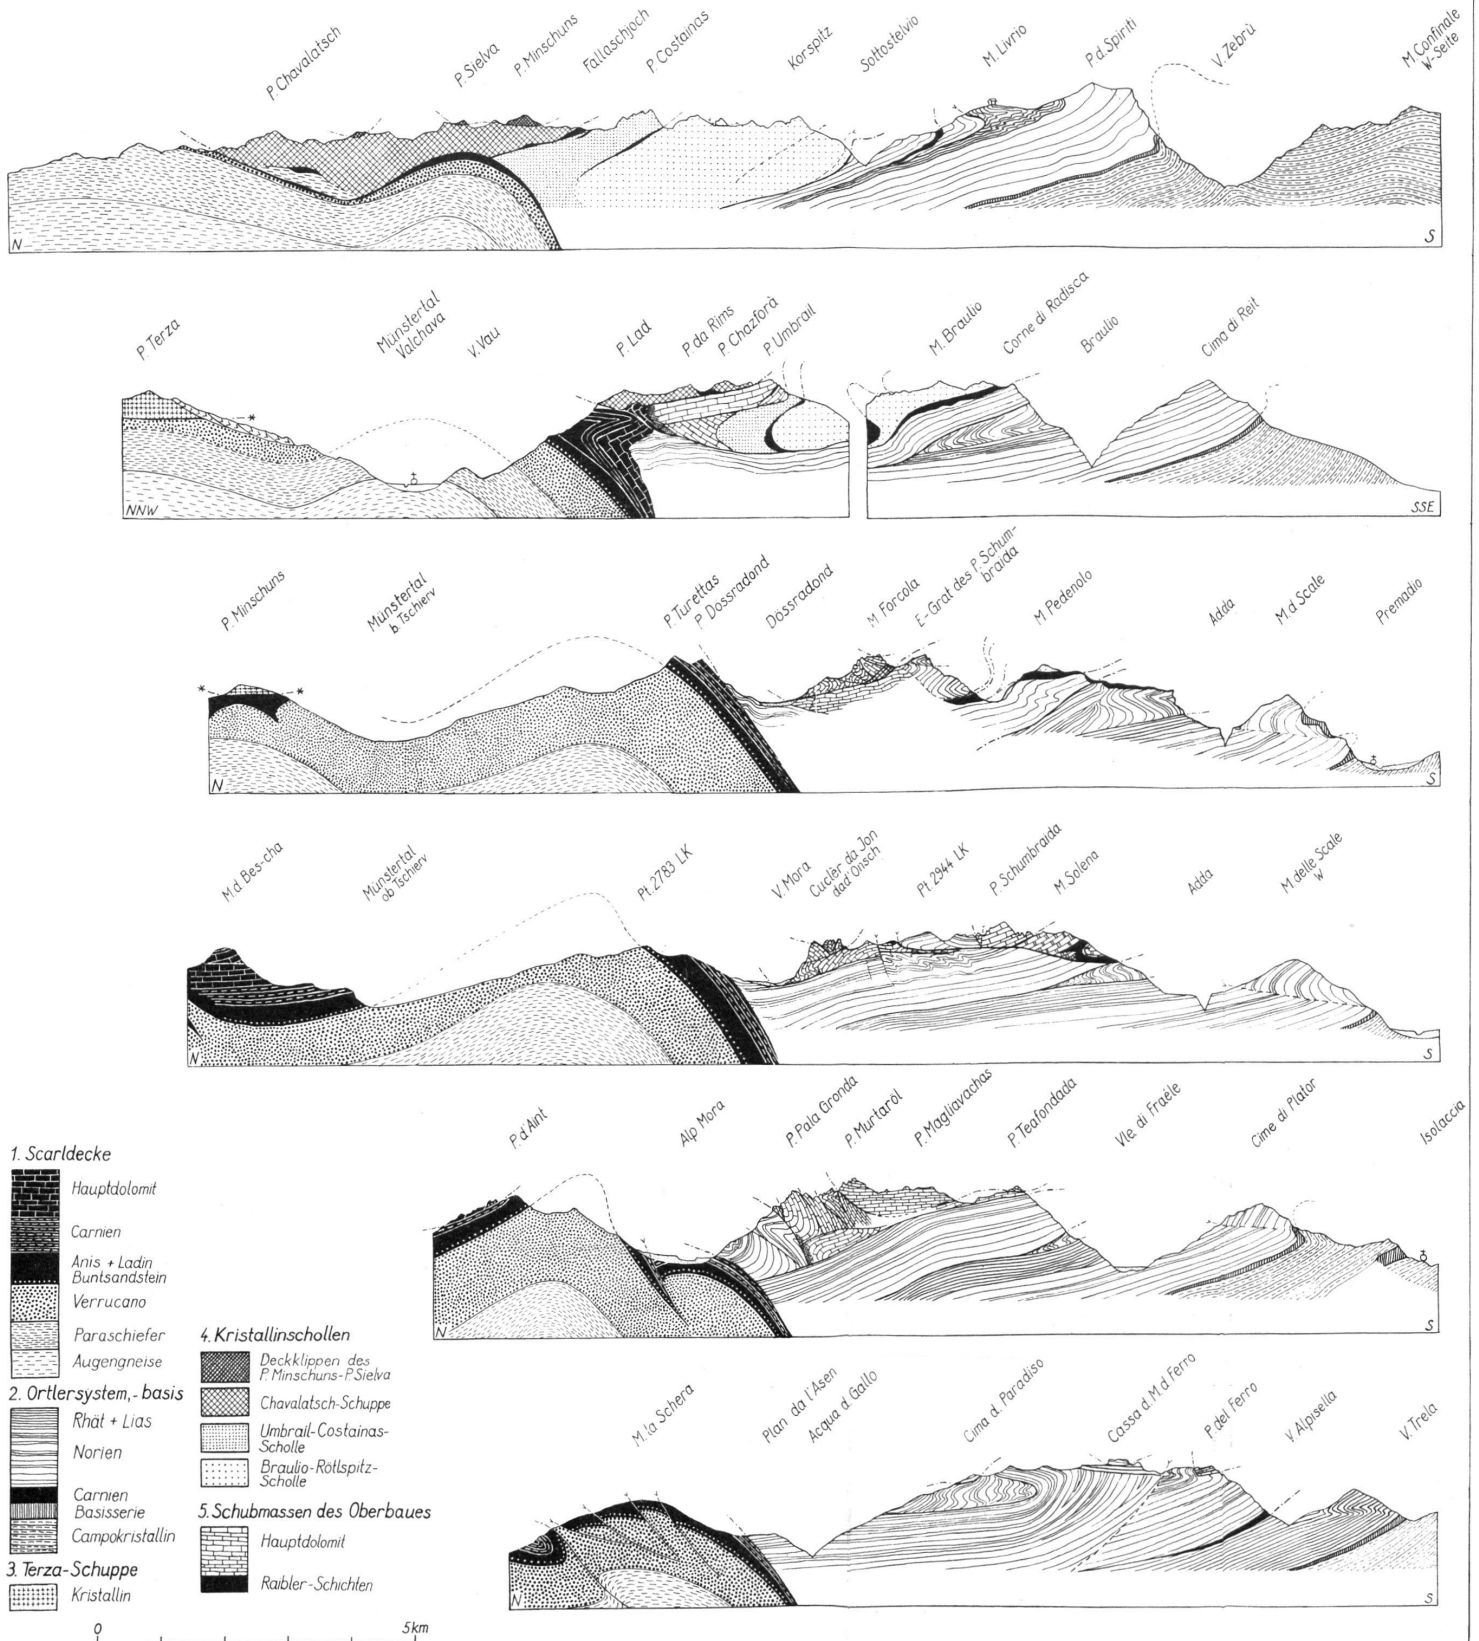 P. Chavalatsch
P. Sielva
P. Minschuns
Fallaschjoch
P. Costainas
Korspitz
Sottostelvio
M. Livrio
P.d. Spiriti
V. Zebrù
M. Confinale
W-Seite
N
S
P. Terza
Münstertal
Valchava
V. Vau
P. Lad
P. da Rims
P. Chazforà
P. Umbrail
M. Braulio
Corne di Radisca
Braulio
Cima di Reit
*
NNW
SSE
P. Minschuns
Münstertal
b. Tschierv
P. Turettas
P. Dossradond
Dössradond
M. Forcola
E-Grat des P. Schum-
braida
M. Pedenolo
Adda
M.d. Scale
Premadio
*
*
N
S
M.d. Bes-cha
Münstertal
ob Tschierv
Pt. 2783 LK
V. Mora
Cuclèr da Jon
dad'Onsch
Pt. 2944 LK
P. Schumbraida
M. Solena
Adda
M. delle Scale
W
N
S
P. d'Aint
Alp Mora
P. Pala Gronda
P. Murtaröl
P. Magliavachas
P. Teafondada
Vle. di Fraéle
Cime di Plator
Isolaccia
N
S
1. Scarldecke
Hauptdolomit
Carnien
Anis + Ladin
Buntsandstein
Verrucano
Paraschiefer
Augengneise
2. Ortlersystem,-basis
Rhät + Lias
Norien
Carnien
Basisserie
Campokristallin
3. Terza-Schuppe
Kristallin
4. Kristallinschollen
Deckklippen des
P. Minschuns-P. Sielva
Chavalatsch-Schuppe
Umbrail-Costainas-
Scholle
Braulio-Rötlspitz-
Scholle
5. Schubmassen des Oberbaues
Hauptdolomit
Raibler-Schichten
M. la Schera
Plan da l'Asen
Acqua d. Gallo
Cima d. Paradiso
Cassa d. M.d. Ferro
P. del Ferro
V. Alpisella
V. Trela
N
S
0
5km